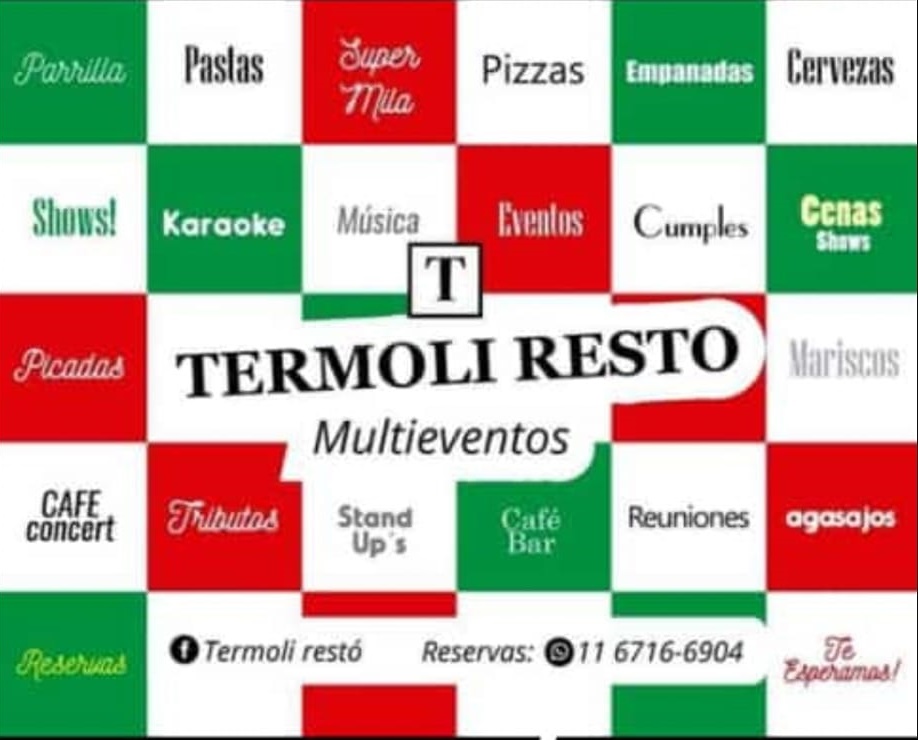 Parrilla
Pastas
Super
Mila
Pizzas
Empanadas
Cervezas
Shows!
Karaoke
Música
Eventos
Cumples
Cenas
Shows
T
Picadas
TERMOLI RESTO
Mariscos
Multieventos
CAFE
concert
Tributos
Stand
Up´s
Café
Bar
Reuniones
agasajos
Reservas
Termoli restó
Reservas: 11 6716-6904
Te
Esperamos!